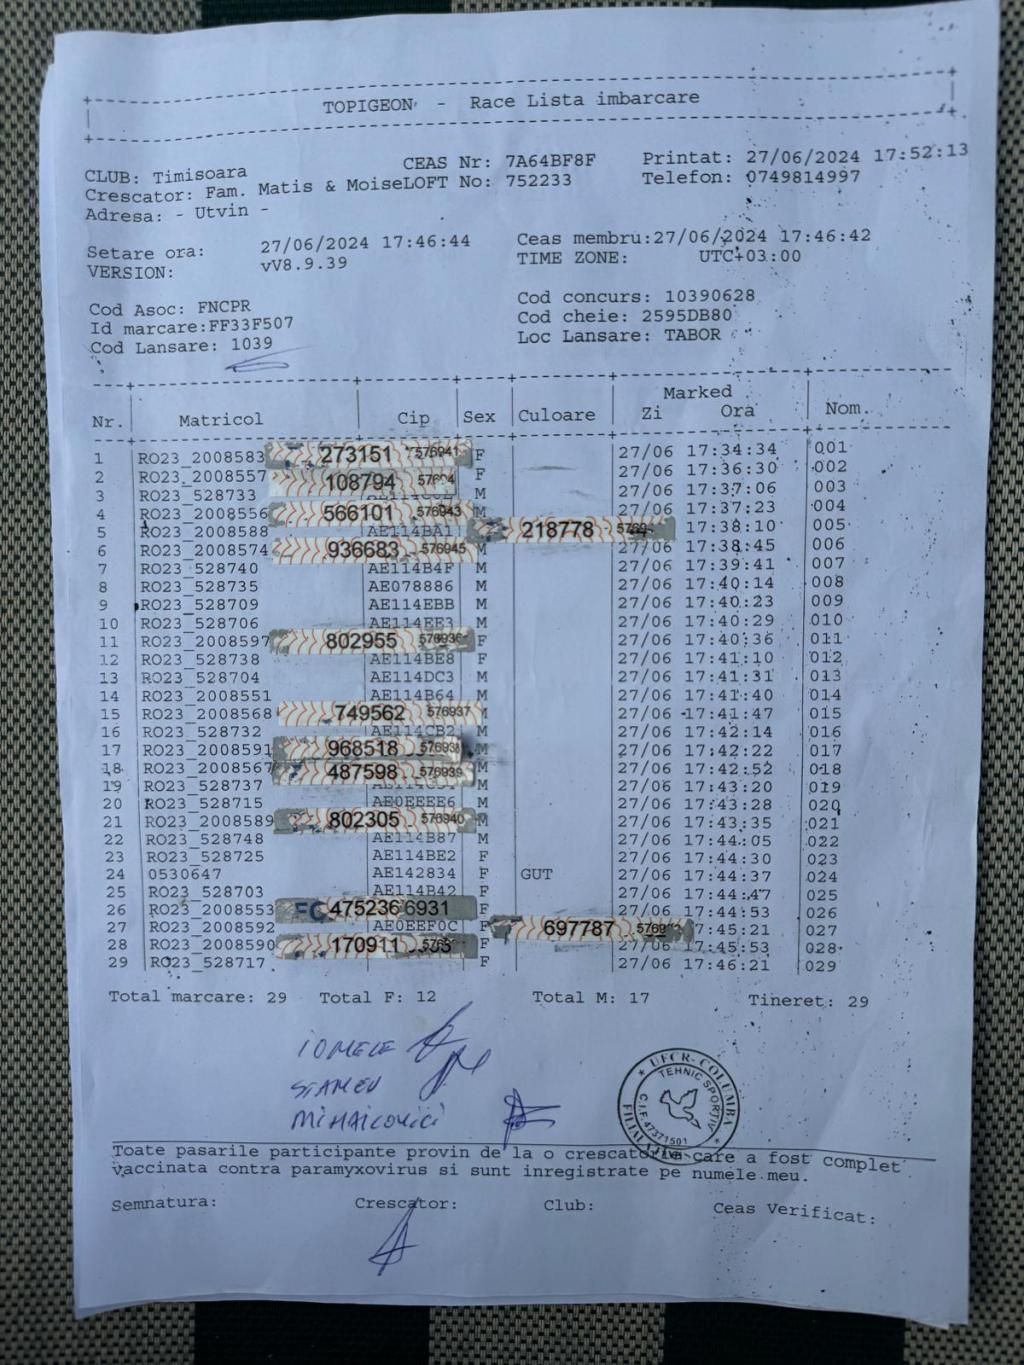 TOPIGEON - Race Lista imbarcare
CLUB: Timisoara CEAS Nr: 7A64BF8F Printat: 27/06/2024 17:52:13
Crescator: Fam. Matis & MoiseLOFT No: 752233 Telefon: 0749814997
Adresa: - Utvin -
Setare ora: 27/06/2024 17:46:44 Ceas membru:27/06/2024 17:46:42
VERSION: vV8.9.39 TIME ZONE: UTC+03:00
Cod Asoc: FNCPR Cod concurs: 10390628
Id marcare:FF33F507 Cod cheie: 2595DB80
Cod Lansare: 1039 Loc Lansare: TABOR
Marked
Nr. Matricol Cip Sex Culoare Zi Ora Nom.
1 RO23_2008583 273151 576941 F 27/06 17:34:34 001
2 RO23_2008557 108794 F 27/06 17:36:30 002
3 RO23_528733 M 27/06 17:37:06 003
4 RO23_2008556 566101 576943 M 27/06 17:37:23 004
5 RO23_2008588 AE114BA1 218778 17:38:10 005
6 RO23_2008574 936683 576945 M 27/06 17:38:45 006
7 RO23_528740 AE114B4F M 27/06 17:39:41 007
8 RO23_528735 AE078886 M 27/06 17:40:14 008
9 RO23_528709 AE114EBB M 27/06 17:40:23 009
10 RO23_528706 AE114EE3 M 27/06 17:40:29 010
11 RO23_2008597 802955 576936 F 27/06 17:40:36 011
12 RO23_528738 AE114BE8 F 27/06 17:41:10 012
13 RO23_528704 AE114DC3 M 27/06 17:41:31 013
14 RO23_2008551 AE114B64 M 27/06 17:41:40 014
15 RO23_2008568 749562 576937 27/06 17:41:47 015
16 RO23_528732 AE114CB2 M 27/06 17:42:14 016
17 RO23_2008591 968518 M 27/06 17:42:22 017
18 RO23_2008567 487598 576939 M 27/06 17:42:52 018
19 RO23_528737 M 27/06 17:43:20 019
20 RO23_528715 AE0EEEE6 M 27/06 17:43:28 020
21 RO23_2008589 802305 576940 M 27/06 17:43:35 021
22 RO23_528748 AE114B87 M 27/06 17:44:05 022
23 RO23_528725 AE114BE2 F 27/06 17:44:30 023
24 0530647 AE142834 F GUT 27/06 17:44:37 024
25 RO23_528703 AE114B42 F 27/06 17:44:47 025
26 RO23_2008553 FC 475236 6931 F 27/06 17:44:53 026
27 RO23_2008592 AE0EEF0C F 697787 17:45:21 027
28 RO23_2008590 170911 F 27/06 17:45:53 028
29 RO23_528717 F 27/06 17:46:21 029
Total marcare: 29 Total F: 12 Total M: 17 Tineret: 29
MIHAICOVICI
UFCR-COLUMBA
TEHNIC SPORTIV
C.I.F. 47371501
Toate pasarile participante provin de la o crescatorie care a fost complet
vaccinata contra paramyxovirus si sunt inregistrate pe numele meu.
Semnatura: Crescator: Club: Ceas Verificat: